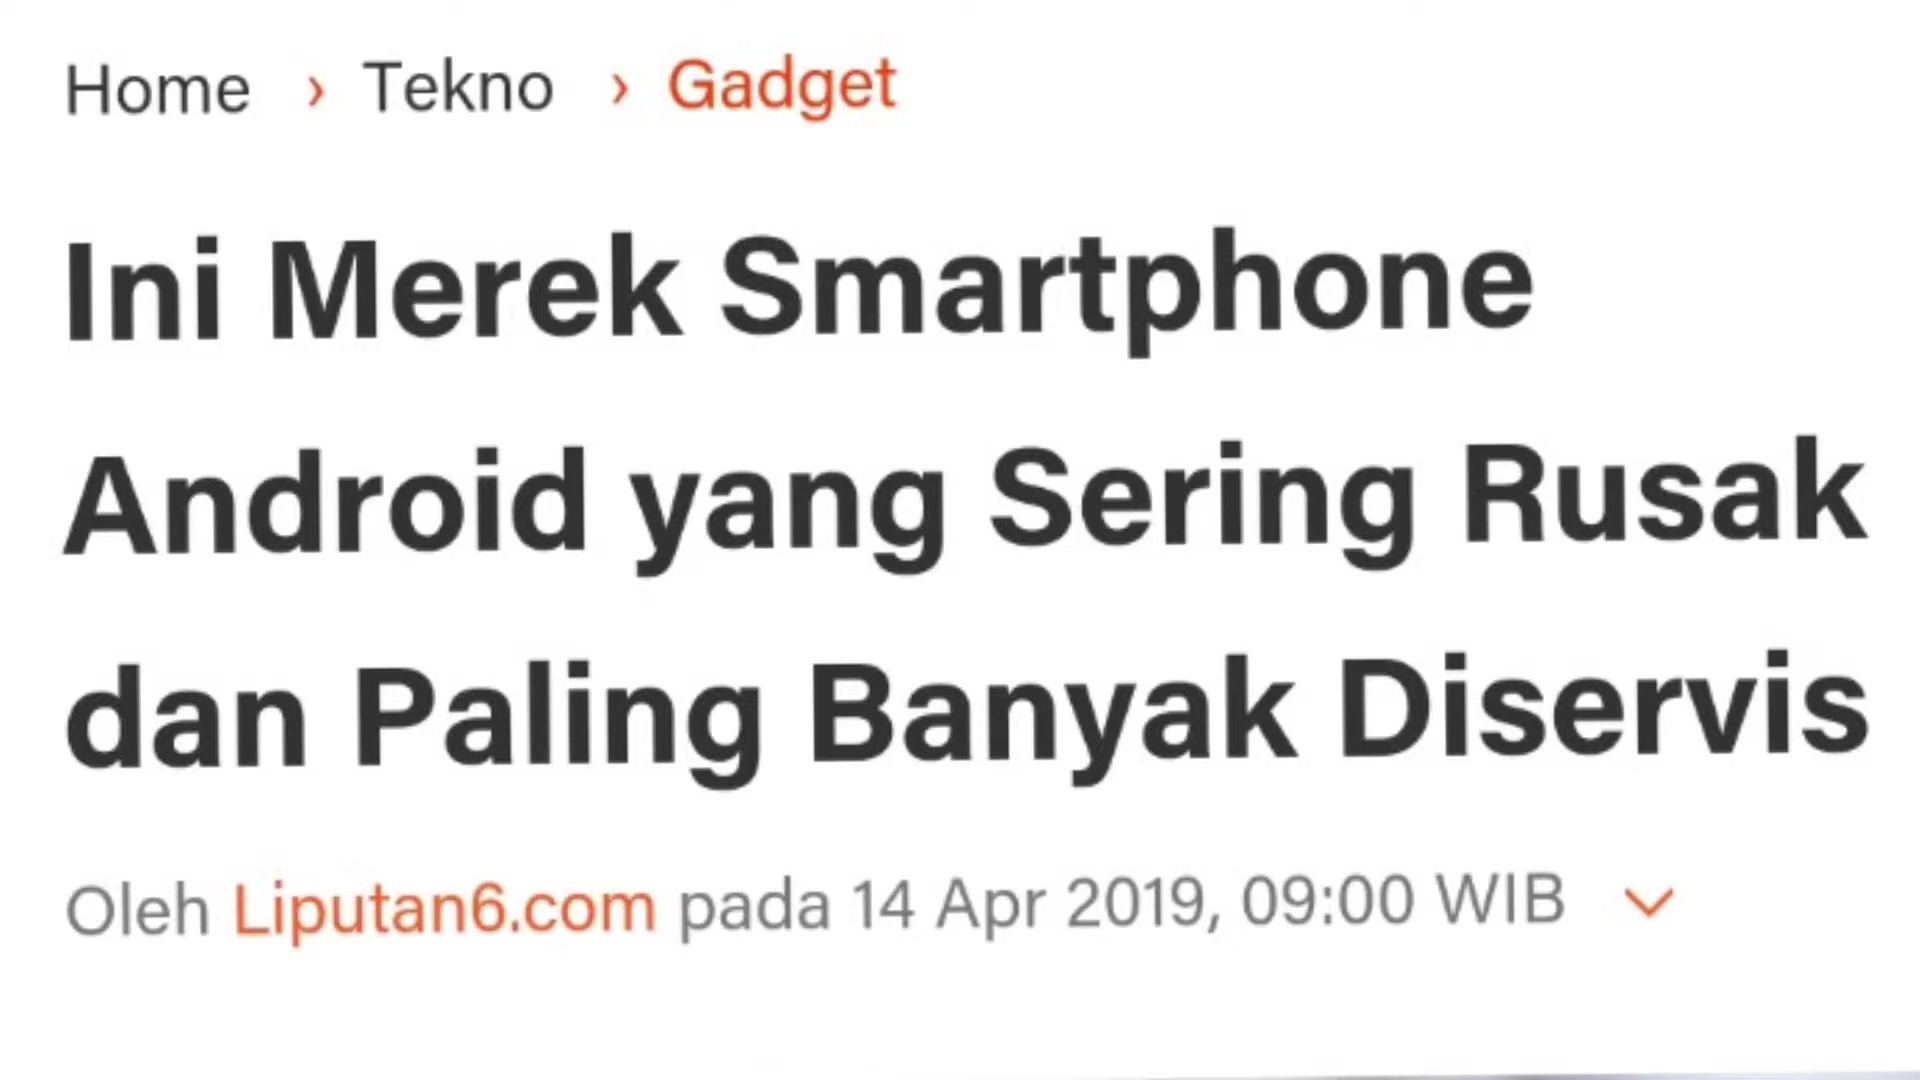 Home › Tekno › Gadget
Ini Merek Smartphone
Android yang Sering Rusak
dan Paling Banyak Diservis
Oleh Liputan6.com pada 14 Apr 2019, 09:00 WIB